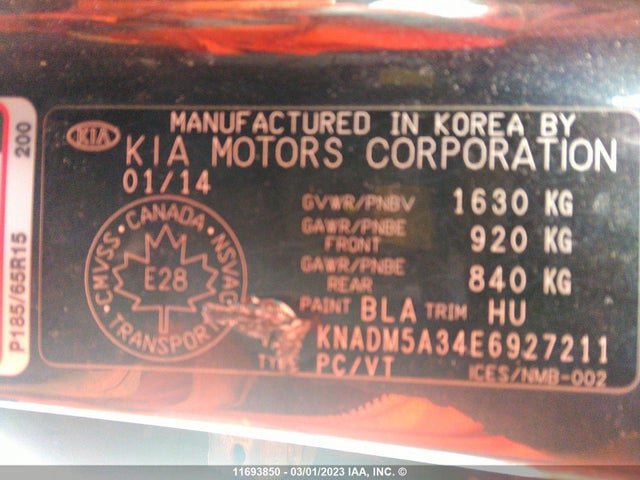 MANUFACTURED IN KOREA BY
KIA
KIA MOTORS CORPORATION
01/14
GVWR/PNBV 1630 KG
GAWR/PNBE FRONT 920 KG
GAWR/PNBE REAR 840 KG
PAINT BLA TRIM HU
KNADM5A34E6927211
TYPE PC/VT
ICES/NMB-002
CANADA
CMVSS · NSVAC
E28
TRANSPORT
P185/65R15
200
11693850 - 03/01/2023 IAA, INC. ©